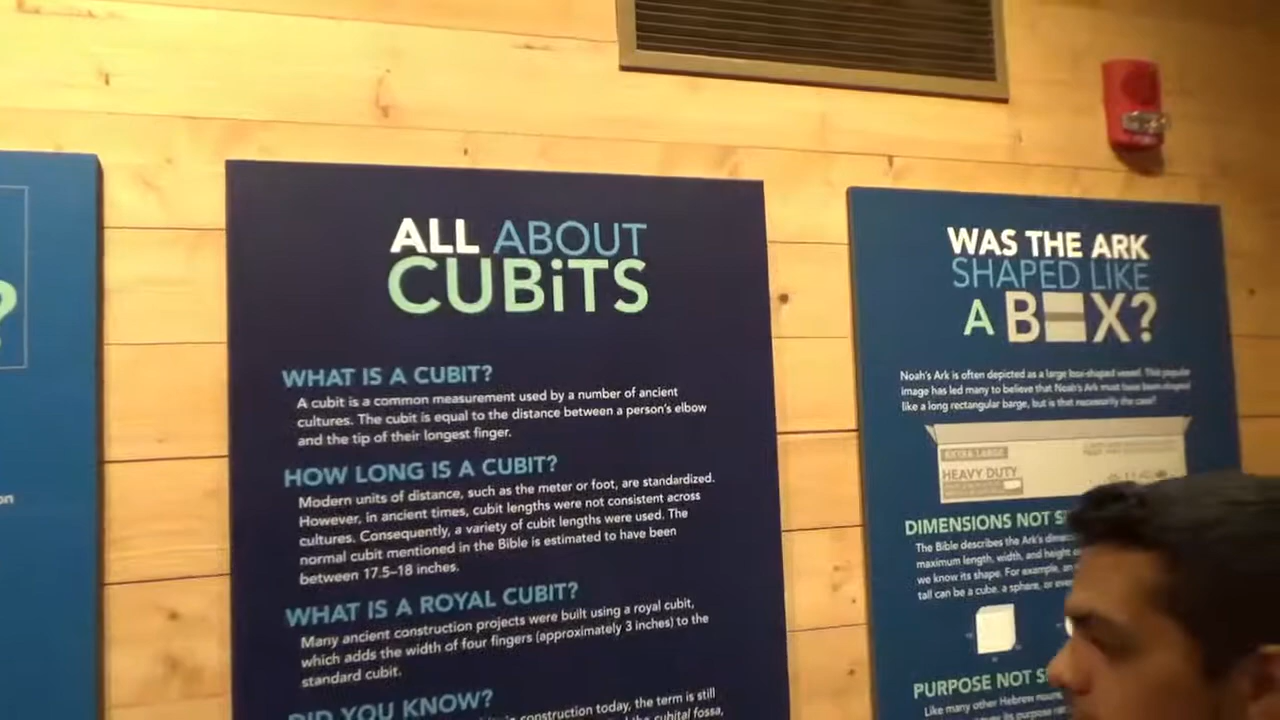 ?
on
ALL ABOUT
CUBiTS
WHAT IS A CUBIT?
A cubit is a common measurement used by a number of ancient
cultures. The cubit is equal to the distance between a person's elbow
and the tip of their longest finger.
HOW LONG IS A CUBIT?
Modern units of distance, such as the meter or foot, are standardized.
However, in ancient times, cubit lengths were not consistent across
cultures. Consequently, a variety of cubit lengths were used. The
normal cubit mentioned in the Bible is estimated to have been
between 17.5–18 inches.
WHAT IS A ROYAL CUBIT?
Many ancient construction projects were built using a royal cubit,
which adds the width of four fingers (approximately 3 inches) to the
standard cubit.
DID YOU KNOW?
in construction today, the term is still
the cubital fossa,
WAS THE ARK
SHAPED LIKE
A B X?
Noah's Ark is often depicted as a large box-shaped vessel. This popular
image has led many to believe that Noah's Ark must have been shaped
like a long rectangular barge, but is that necessarily the case?
EXTRA LARGE
HEAVY DUTY
DIMENSIONS NOT
The Bible describes the Ark's
maximum length, width, and height
we know its shape. For example, an
tall can be a cube, a sphere, or
PURPOSE NOT
Like many other Hebrew
its purpose